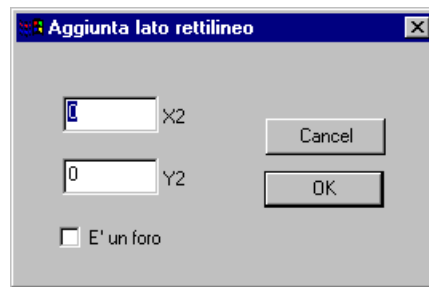 Aggiunta lato rettilineo
0 X2
Cancel
0 Y2
OK
E' un foro